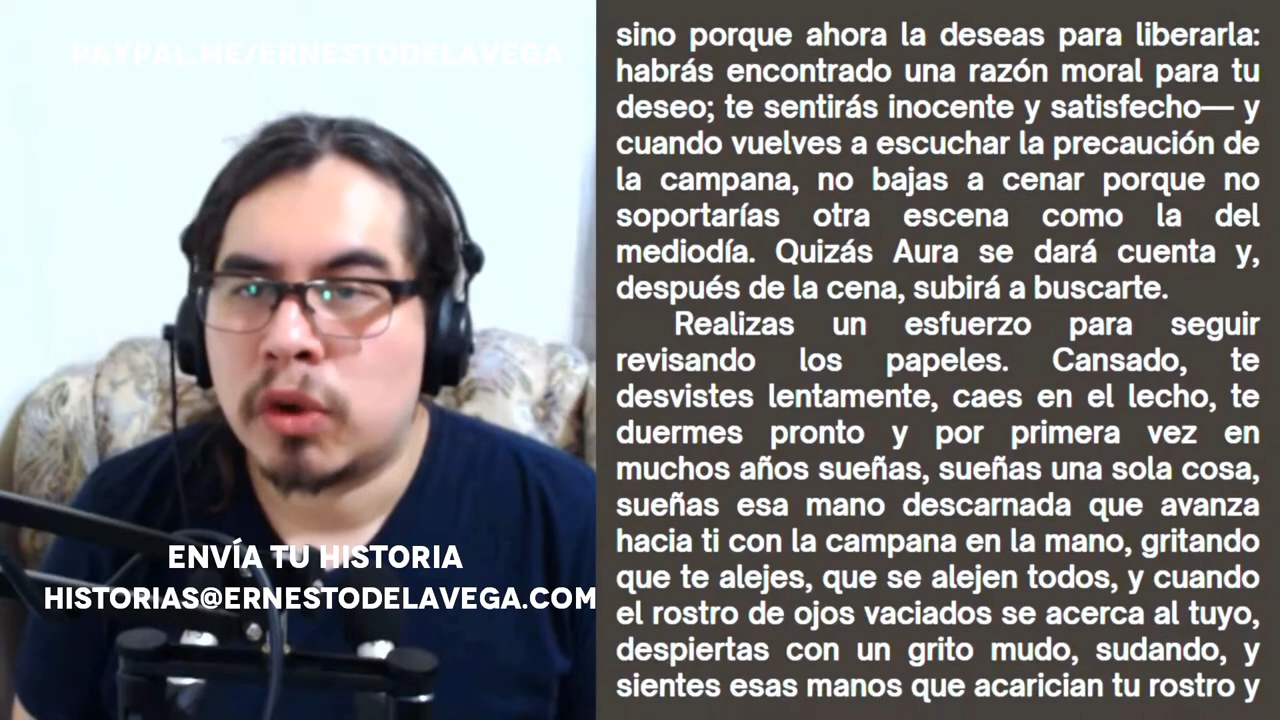 PAYPAL.ME/ERNESTODELAVEGA
ENVÍA TU HISTORIA
HISTORIAS@ERNESTODELAVEGA.COM
sino porque ahora la deseas para liberarla:
habrás encontrado una razón moral para tu
deseo; te sentirás inocente y satisfecho— y
cuando vuelves a escuchar la precaución de
la campana, no bajas a cenar porque no
soportarías otra escena como la del
mediodía. Quizás Aura se dará cuenta y,
después de la cena, subirá a buscarte.
Realizas un esfuerzo para seguir
revisando los papeles. Cansado, te
desvistes lentamente, caes en el lecho, te
duermes pronto y por primera vez en
muchos años sueñas, sueñas una sola cosa,
sueñas esa mano descarnada que avanza
hacia ti con la campana en la mano, gritando
que te alejes, que se alejen todos, y cuando
el rostro de ojos vaciados se acerca al tuyo,
despiertas con un grito mudo, sudando, y
sientes esas manos que acarician tu rostro y